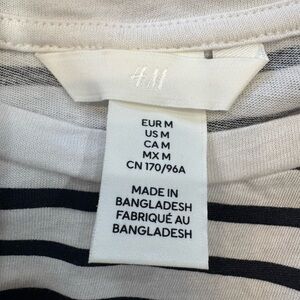 H&M
EUR M
US M
CA M
MX M
CN 170/96A
MADE IN
BANGLADESH
FABRIQUÉ AU
BANGLADESH